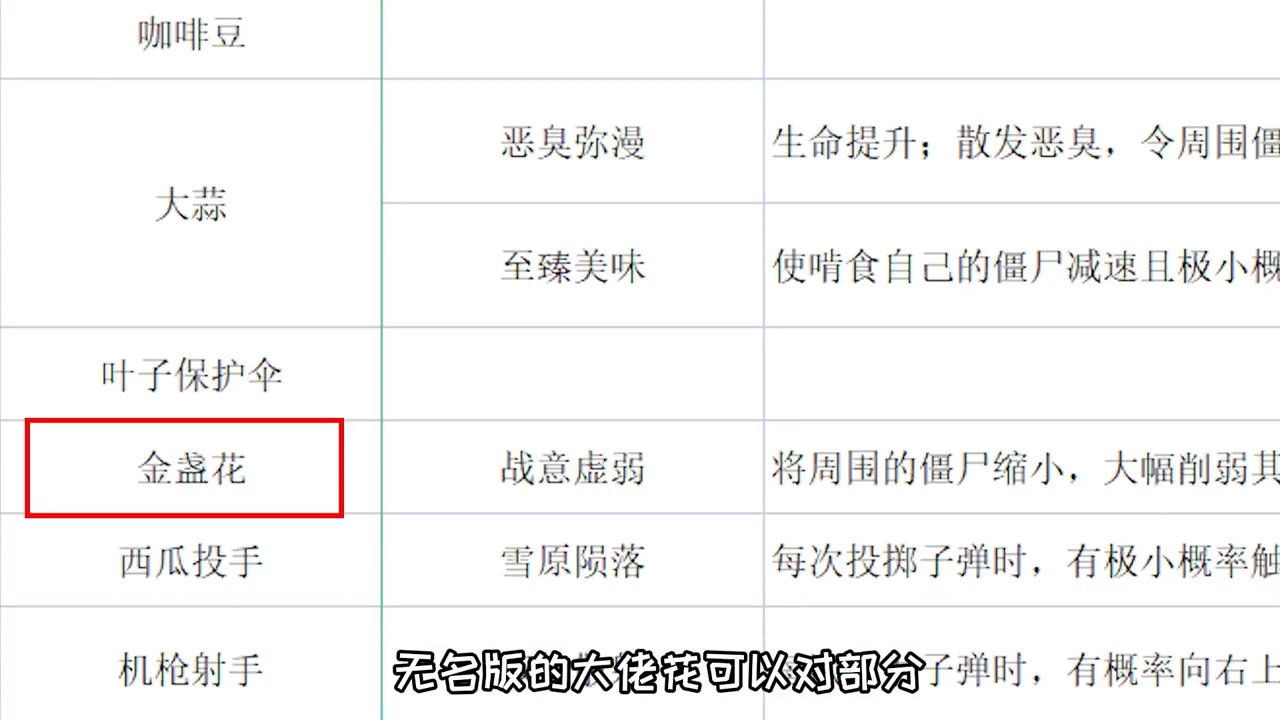 咖啡豆
大蒜
恶臭弥漫
生命提升；散发恶臭，令周围僵
至臻美味
使啃食自己的僵尸减速且极小概
叶子保护伞
金盏花
战意虚弱
将周围的僵尸缩小，大幅削弱其
西瓜投手
雪原陨落
每次投掷子弹时，有极小概率触
机枪射手
子弹时，有概率向右上
无名版的大佬花可以对部分